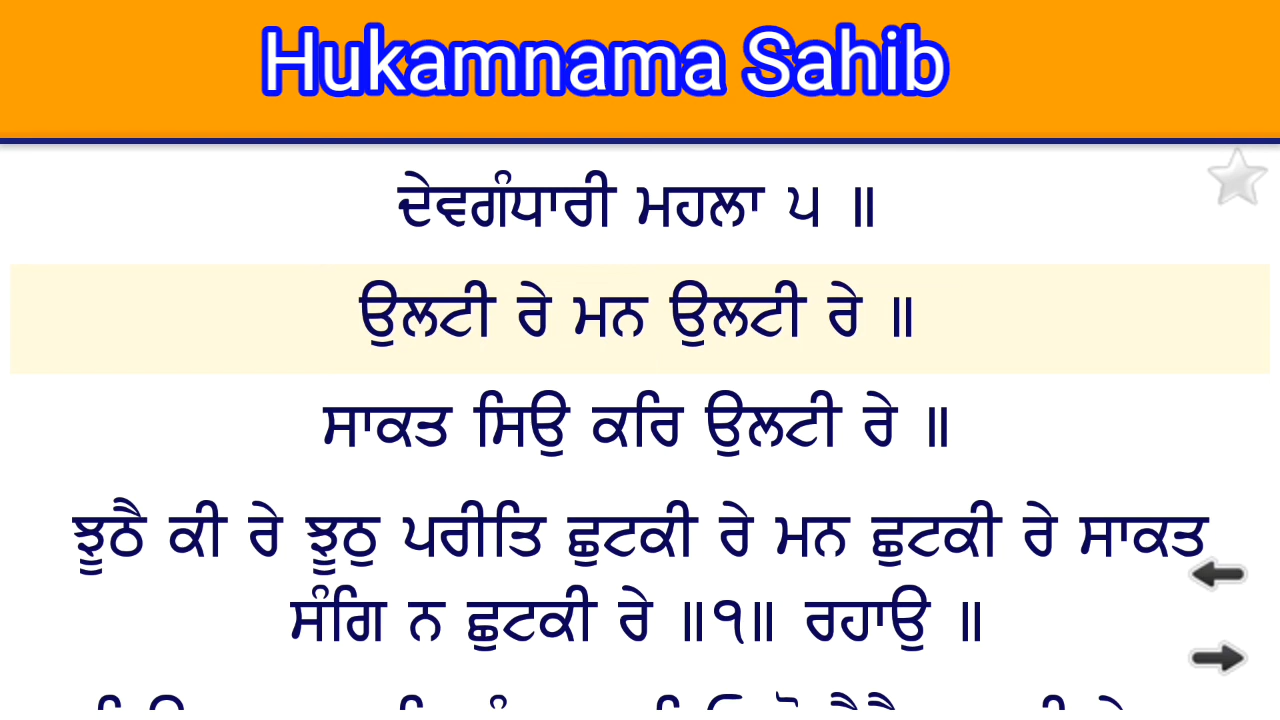 Hukamnama Sahib
ਦੇਵਗੰਧਾਰੀ ਮਹਲਾ ੫ ॥
ਉਲਟੀ ਰੇ ਮਨ ਉਲਟੀ ਰੇ ॥
ਸਾਕਤ ਸਿਉ ਕਰਿ ਉਲਟੀ ਰੇ ॥
ਝੂਠੈ ਕੀ ਰੇ ਝੂਠੁ ਪਰੀਤਿ ਛੁਟਕੀ ਰੇ ਮਨ ਛੁਟਕੀ ਰੇ ਸਾਕਤ
ਸੰਗਿ ਨ ਛੁਟਕੀ ਰੇ ॥੧॥ ਰਹਾਉ ॥